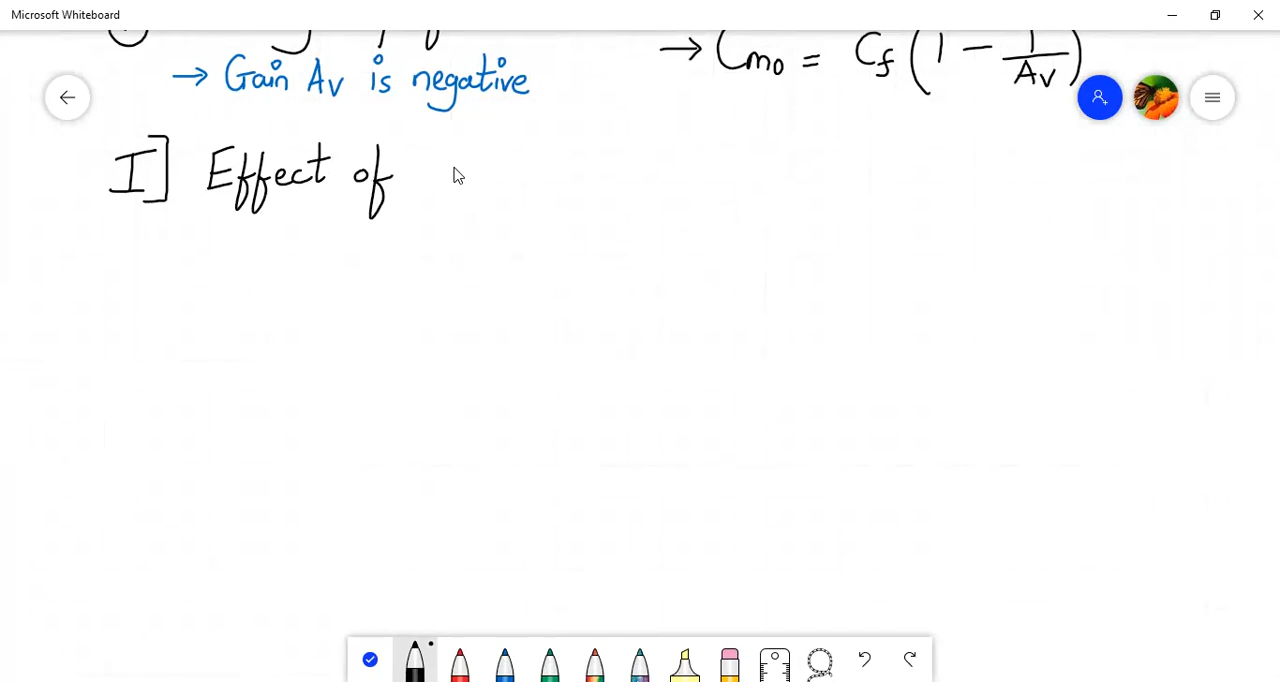 Microsoft Whiteboard
→ Gain Av is negative
→ Cmo = Cf (1 - 1/Av)
I] Effect of